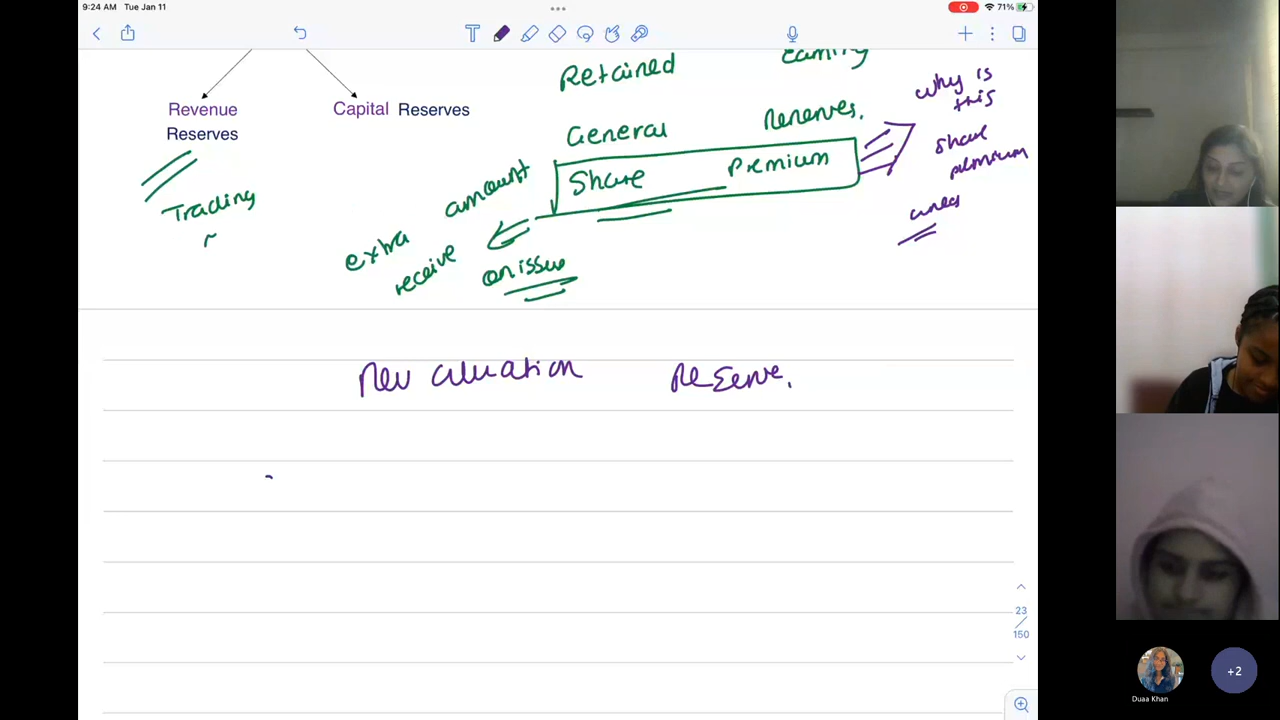 9:24 AM Tue Jan 11
71%
Retained Earning
Revenue
Reserves
Capital Reserves
General Reserves.
Share Premium
why is
this
share
premium
Trading
extra amount
receive on issue
Revaluation Reserve.
23
150
Duaa Khan
+2